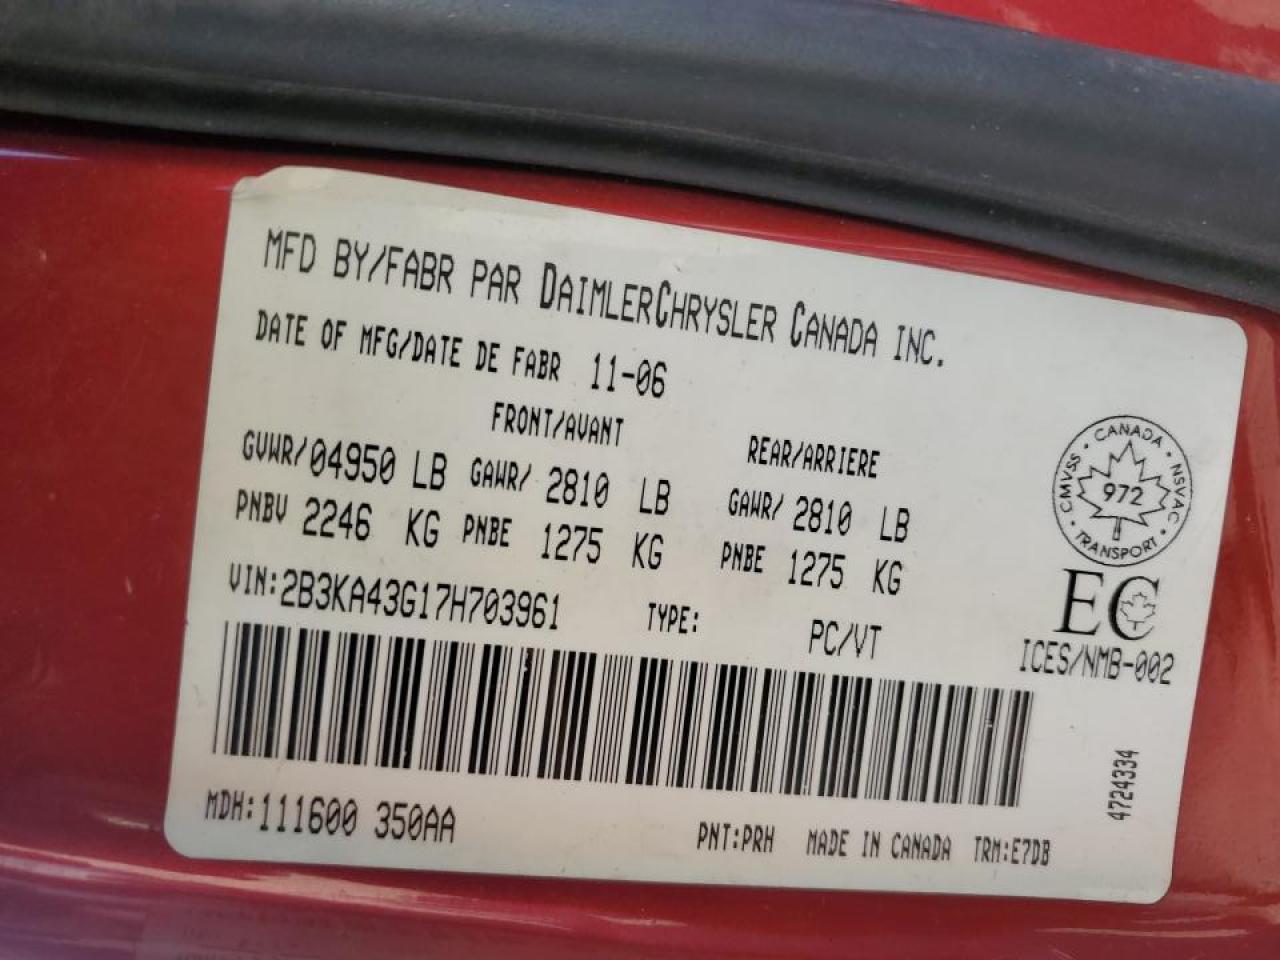 MFD BY/FABR PAR DAIMLERCHRYSLER CANADA INC.
DATE OF MFG/DATE DE FABR 11-06
FRONT/AVANT REAR/ARRIERE
GVWR/04950 LB GAWR/ 2810 LB GAWR/ 2810 LB
PNBV 2246 KG PNBE 1275 KG PNBE 1275 KG
VIN:2B3KA43G17H703961 TYPE: PC/VT
CANADA
CMVSS · NSVAC
972
TRANSPORT
EC
ICES/NMB-002
4724334
MDH:111600 350AA
PNT:PRH MADE IN CANADA TRM:E7DB